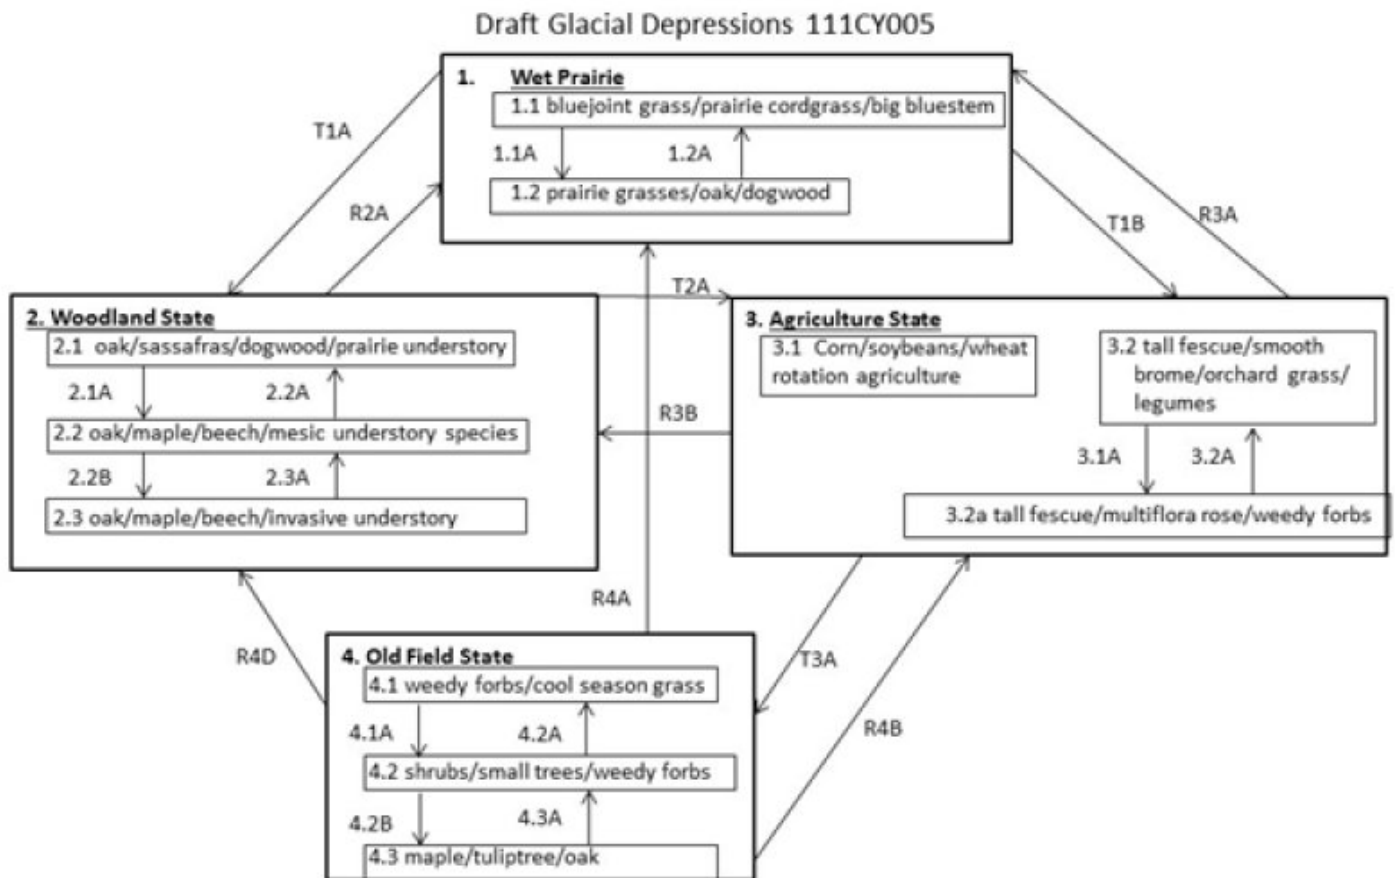 Draft Glacial Depressions 111CY005
1. Wet Prairie
1.1 bluejoint grass/prairie cordgrass/big bluestem
1.1A
1.2A
1.2 prairie grasses/oak/dogwood
T1A
R2A
T1B
R3A
T2A
2. Woodland State
2.1 oak/sassafras/dogwood/prairie understory
2.1A
2.2A
2.2 oak/maple/beech/mesic understory species
2.2B
2.3A
2.3 oak/maple/beech/invasive understory
R3B
3. Agriculture State
3.1 Corn/soybeans/wheat
rotation agriculture
3.2 tall fescue/smooth
brome/orchard grass/
legumes
3.1A
3.2A
3.2a tall fescue/multiflora rose/weedy forbs
R4A
R4D
T3A
R4B
4. Old Field State
4.1 weedy forbs/cool season grass
4.1A
4.2A
4.2 shrubs/small trees/weedy forbs
4.2B
4.3A
4.3 maple/tuliptree/oak